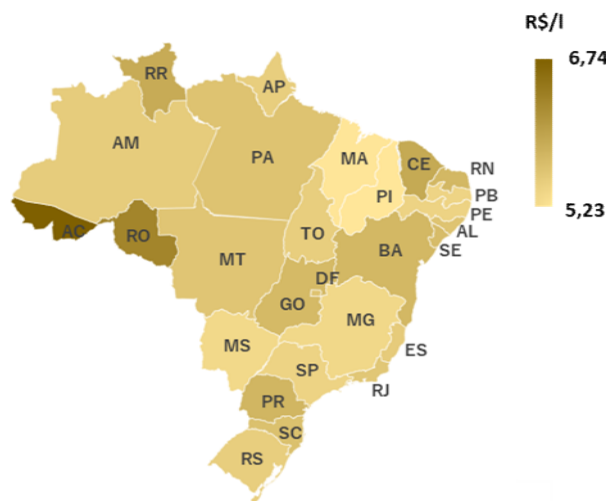 R$/l
6,74
5,23
RR
AP
AM
PA
MA
CE
RN
PI
PB
PE
AL
SE
AC
RO
TO
BA
MT
DF
GO
MG
ES
MS
SP
RJ
PR
SC
RS